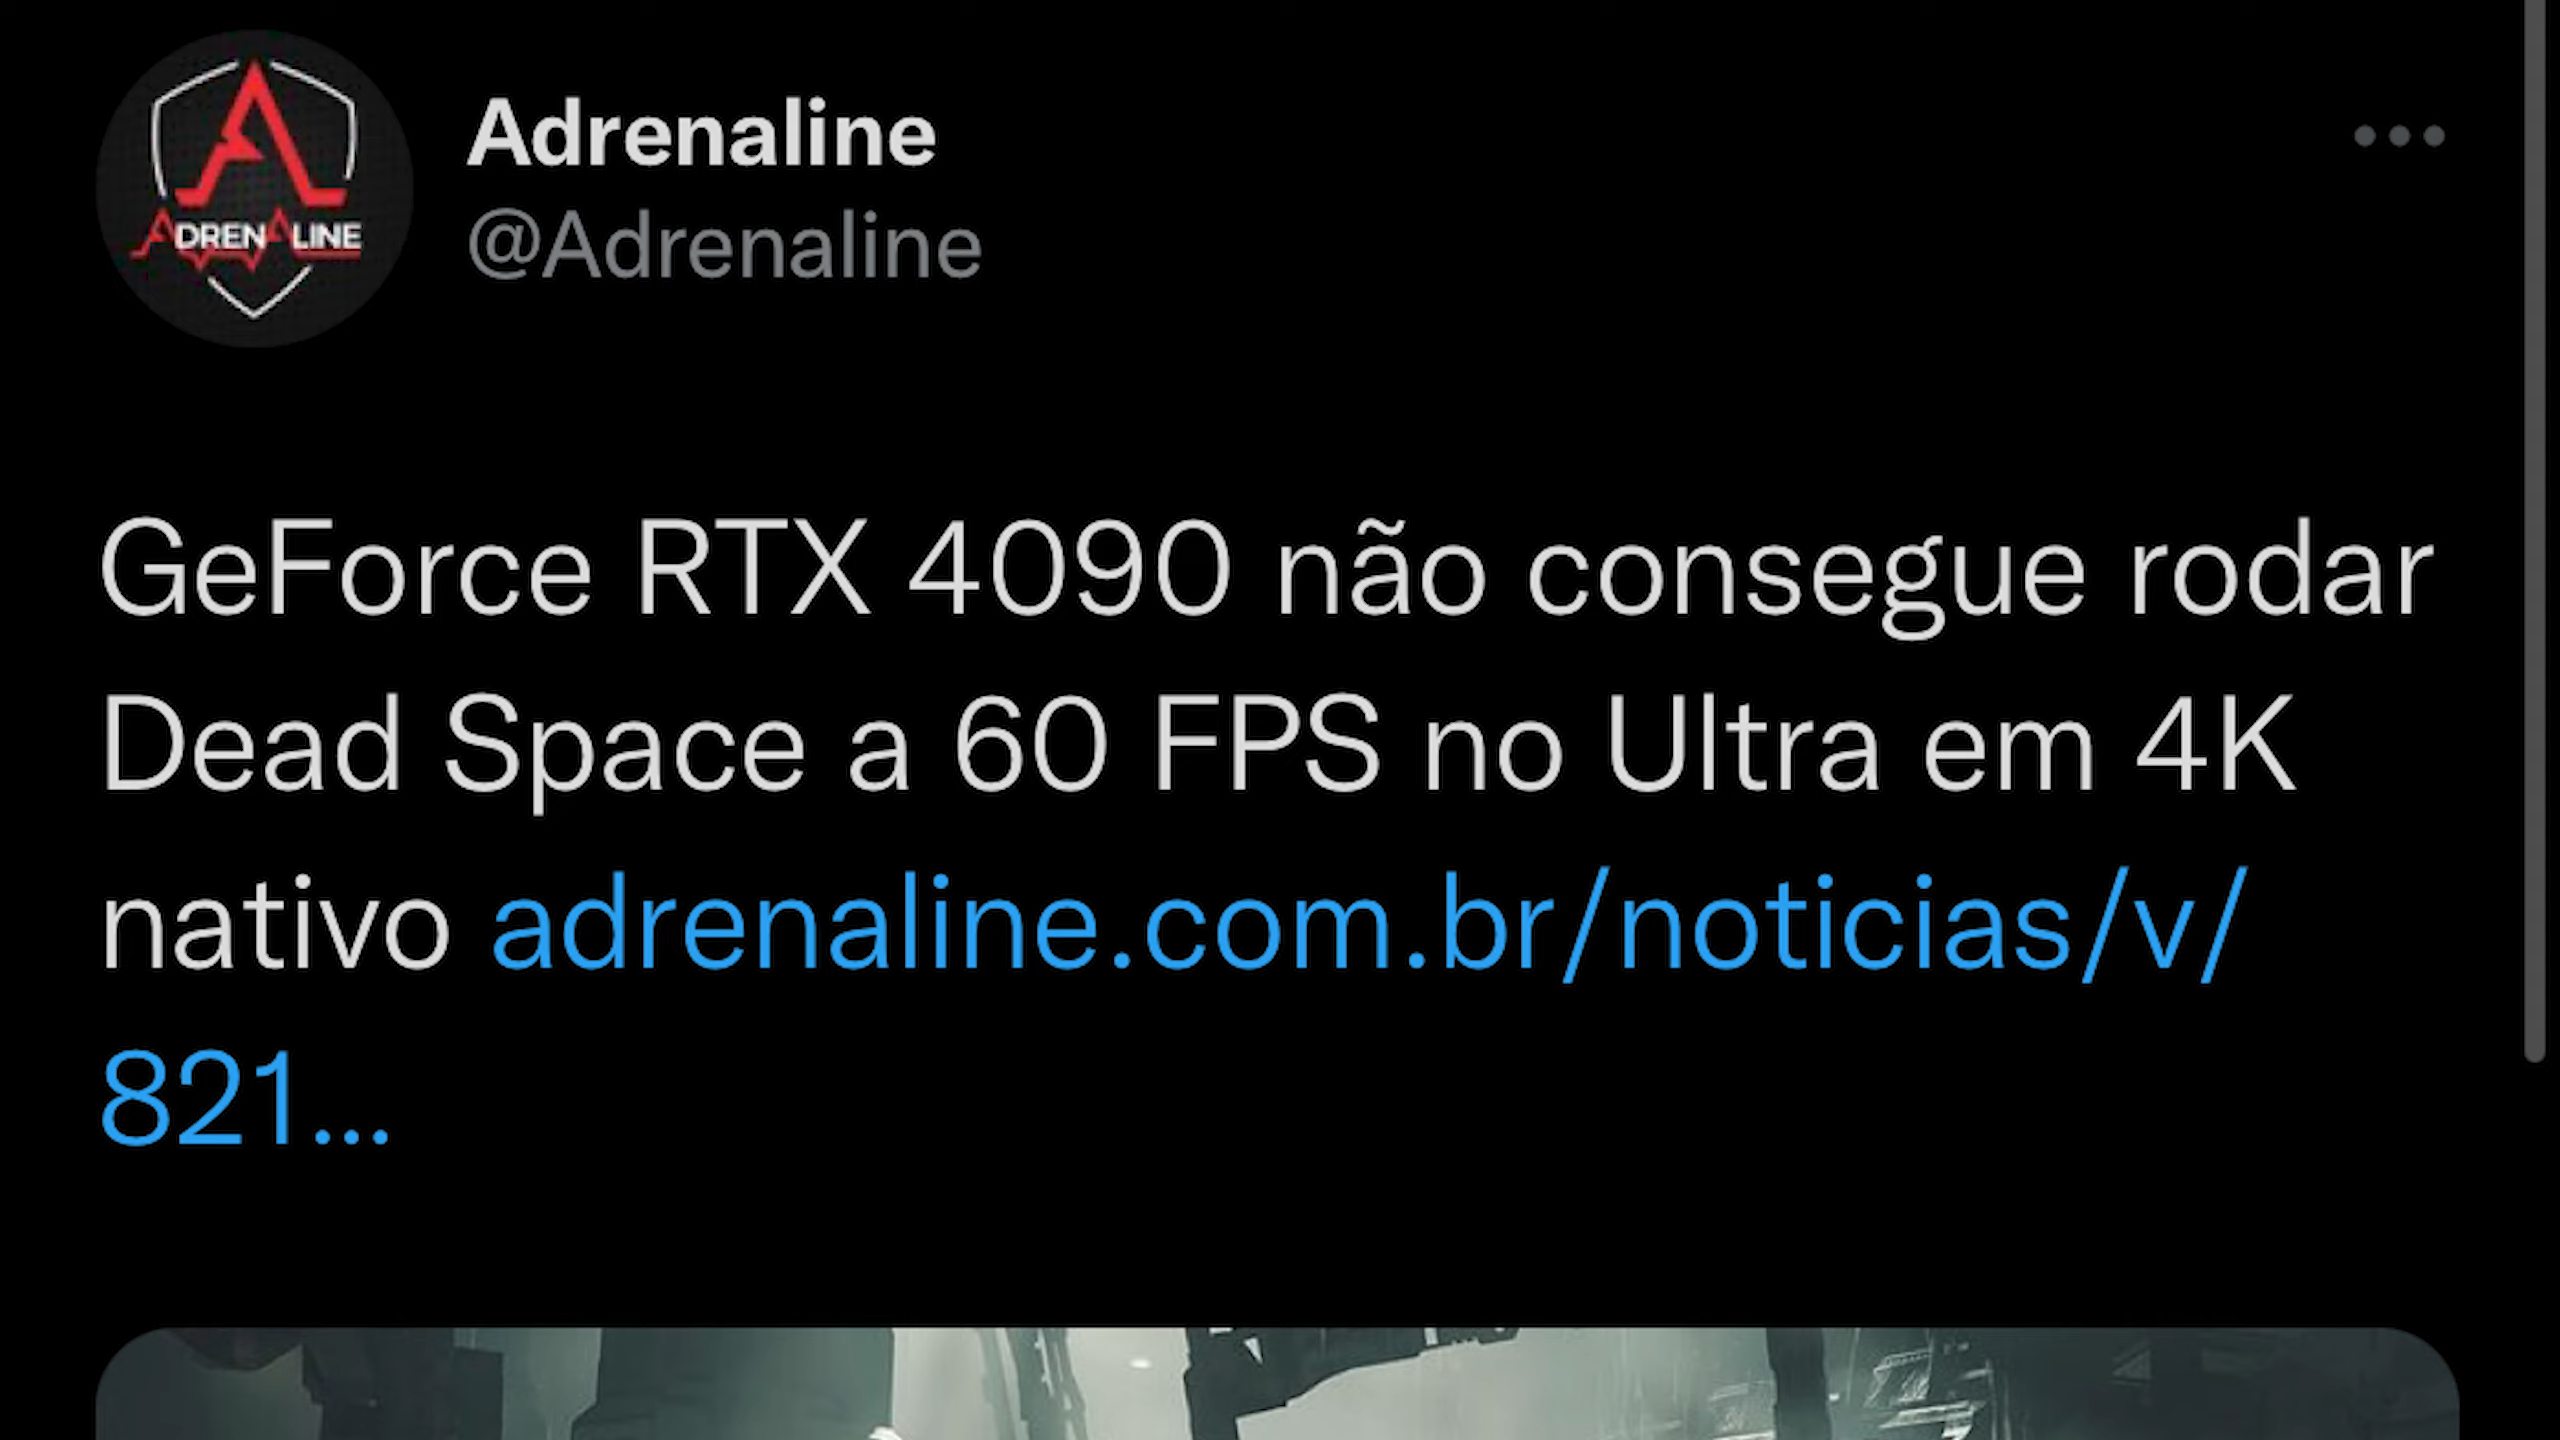 ADRENALINE
Adrenaline
@Adrenaline
GeForce RTX 4090 não consegue rodar
Dead Space a 60 FPS no Ultra em 4K
nativo adrenaline.com.br/noticias/v/
821...